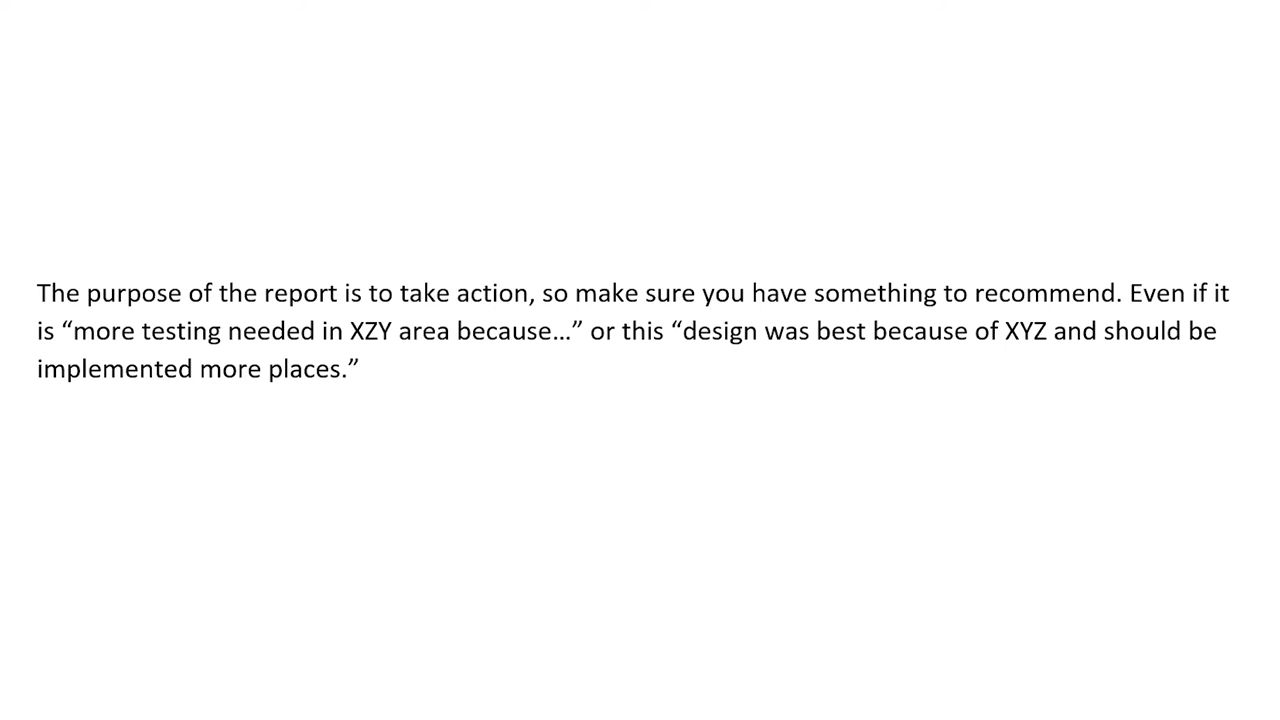 The purpose of the report is to take action, so make sure you have something to recommend. Even if it
is “more testing needed in XZY area because…” or this “design was best because of XYZ and should be
implemented more places.”